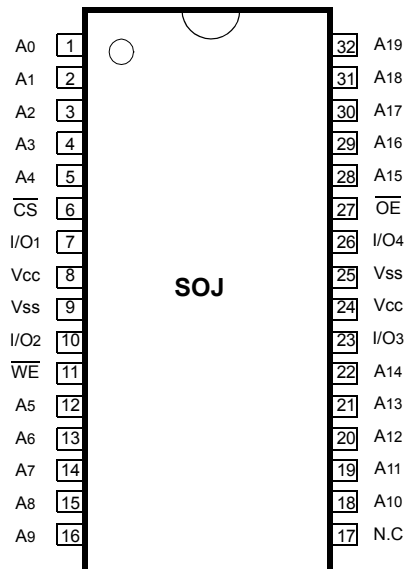 A0 1 32 A19
A1 2 31 A18
A2 3 30 A17
A3 4 29 A16
A4 5 28 A15
CS 6 27 OE
I/O1 7 26 I/O4
Vcc 8 25 Vss
SOJ
Vss 9 24 Vcc
I/O2 10 23 I/O3
WE 11 22 A14
A5 12 21 A13
A6 13 20 A12
A7 14 19 A11
A8 15 18 A10
A9 16 17 N.C